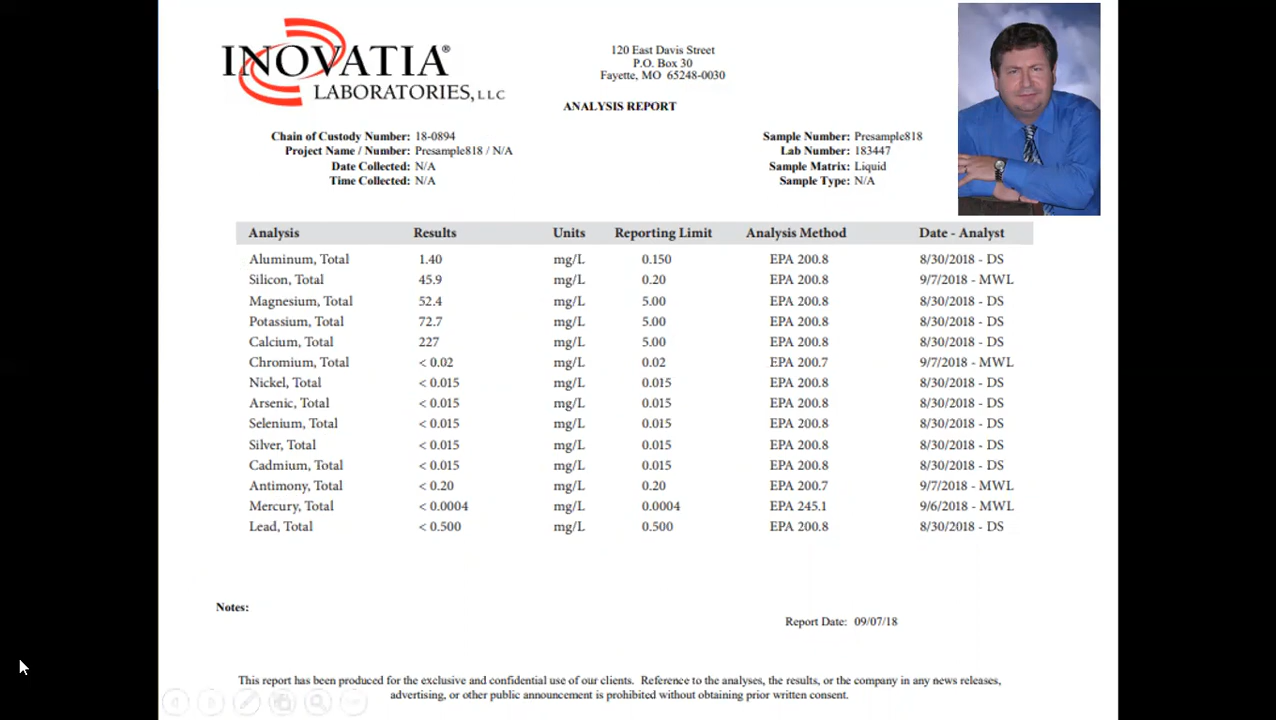 INOVATIA®
LABORATORIES, LLC
120 East Davis Street
P.O. Box 30
Fayette, MO 65248-0030
ANALYSIS REPORT
Chain of Custody Number: 18-0894
Project Name / Number: Presample818 / N/A
Date Collected: N/A
Time Collected: N/A
Sample Number: Presample818
Lab Number: 183447
Sample Matrix: Liquid
Sample Type: N/A
Analysis Results Units Reporting Limit Analysis Method Date - Analyst
Aluminum, Total 1.40 mg/L 0.150 EPA 200.8 8/30/2018 - DS
Silicon, Total 45.9 mg/L 0.20 EPA 200.8 9/7/2018 - MWL
Magnesium, Total 52.4 mg/L 5.00 EPA 200.8 8/30/2018 - DS
Potassium, Total 72.7 mg/L 5.00 EPA 200.8 8/30/2018 - DS
Calcium, Total 227 mg/L 5.00 EPA 200.8 8/30/2018 - DS
Chromium, Total < 0.02 mg/L 0.02 EPA 200.7 9/7/2018 - MWL
Nickel, Total < 0.015 mg/L 0.015 EPA 200.8 8/30/2018 - DS
Arsenic, Total < 0.015 mg/L 0.015 EPA 200.8 8/30/2018 - DS
Selenium, Total < 0.015 mg/L 0.015 EPA 200.8 8/30/2018 - DS
Silver, Total < 0.015 mg/L 0.015 EPA 200.8 8/30/2018 - DS
Cadmium, Total < 0.015 mg/L 0.015 EPA 200.8 8/30/2018 - DS
Antimony, Total < 0.20 mg/L 0.20 EPA 200.7 9/7/2018 - MWL
Mercury, Total < 0.0004 mg/L 0.0004 EPA 245.1 9/6/2018 - MWL
Lead, Total < 0.500 mg/L 0.500 EPA 200.8 8/30/2018 - DS
Notes:
Report Date: 09/07/18
This report has been produced for the exclusive and confidential use of our clients. Reference to the analyses, the results, or the company in any news releases,
advertising, or other public announcement is prohibited without obtaining prior written consent.